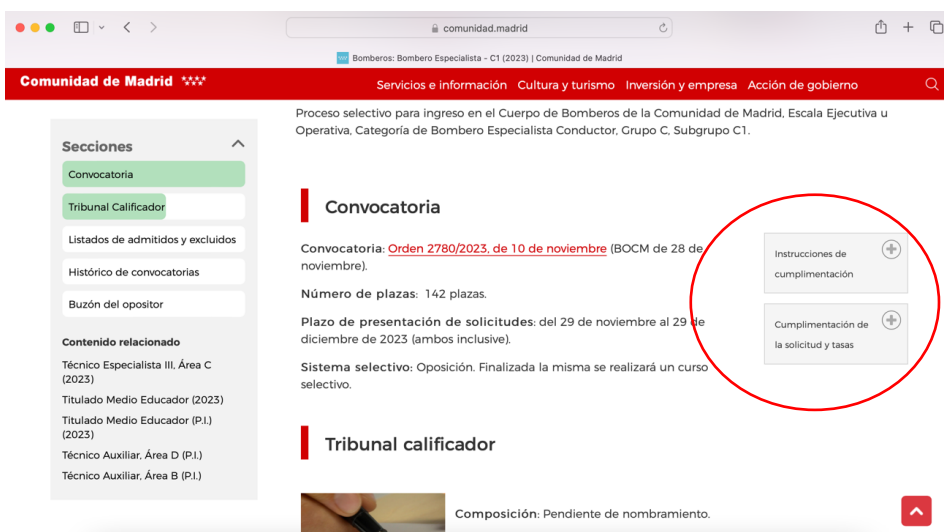 comunidad.madrid
Bomberos: Bombero Especialista - C1 (2023) | Comunidad de Madrid
Comunidad de Madrid
Servicios e información Cultura y turismo Inversión y empresa Acción de gobierno
Proceso selectivo para ingreso en el Cuerpo de Bomberos de la Comunidad de Madrid, Escala Ejecutiva u
Operativa, Categoría de Bombero Especialista Conductor, Grupo C, Subgrupo C1.
Secciones
Convocatoria
Tribunal Calificador
Listados de admitidos y excluidos
Histórico de convocatorias
Buzón del opositor
Contenido relacionado
Técnico Especialista III, Área C
(2023)
Titulado Medio Educador (2023)
Titulado Medio Educador (P.I.)
(2023)
Técnico Auxiliar, Área D (P.I.)
Técnico Auxiliar, Área B (P.I.)
Convocatoria
Convocatoria: Orden 2780/2023, de 10 de noviembre (BOCM de 28 de
noviembre).
Número de plazas: 142 plazas.
Plazo de presentación de solicitudes: del 29 de noviembre al 29 de
diciembre de 2023 (ambos inclusive).
Sistema selectivo: Oposición. Finalizada la misma se realizará un curso
selectivo.
Instrucciones de
cumplimentación
Cumplimentación de
la solicitud y tasas
Tribunal calificador
Composición: Pendiente de nombramiento.